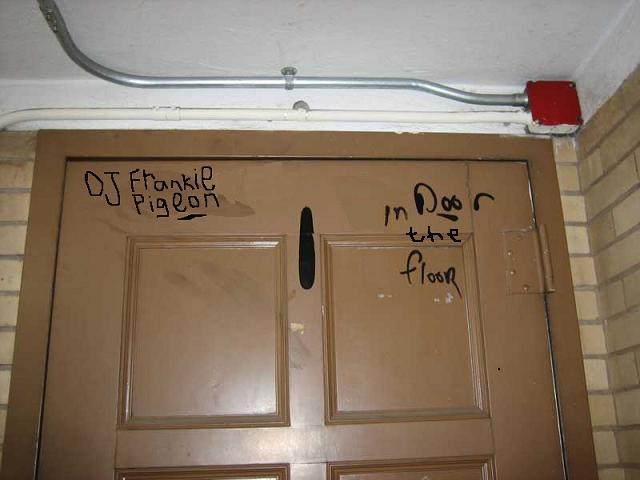 DJ Frankie
Pigeon
in Door
the
floor